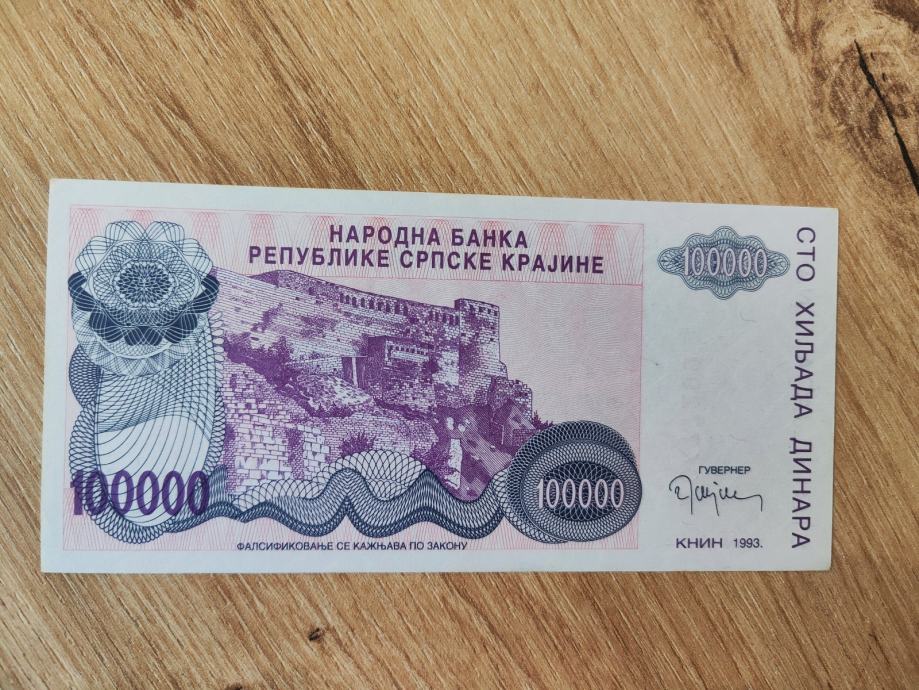 НАРОДНА БАНКА
РЕПУБЛИКЕ СРПСКЕ КРАЈИНЕ
100000
СТО ХИЉАДА ДИНАРА
100000
100000
ГУВЕРНЕР
КНИН 1993.
ФАЛСИФИКОВАЊЕ СЕ КАЖЊАВА ПО ЗАКОНУ